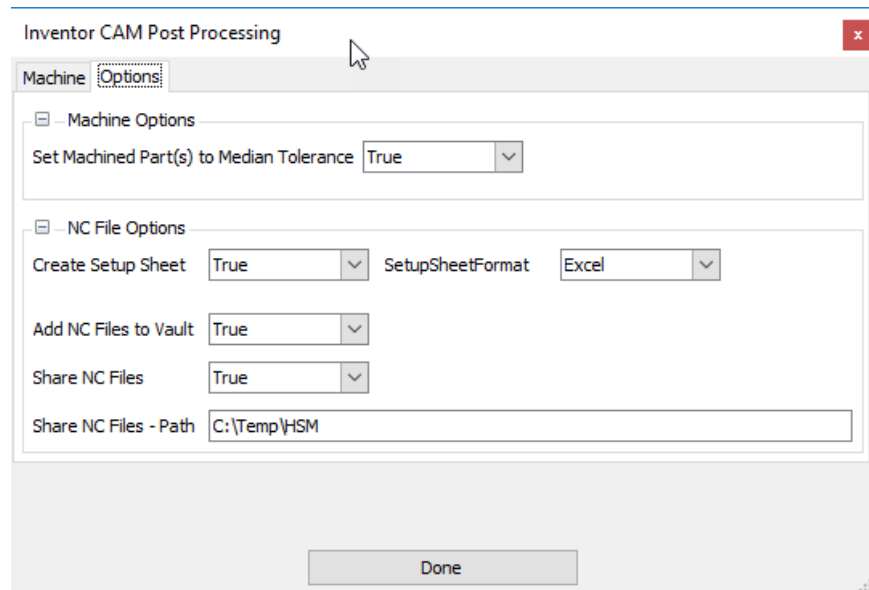 Inventor CAM Post Processing
x
Machine Options
Machine Options
Set Machined Part(s) to Median Tolerance True
NC File Options
Create Setup Sheet True SetupSheetFormat Excel
Add NC Files to Vault True
Share NC Files True
Share NC Files - Path C:\Temp\HSM
Done